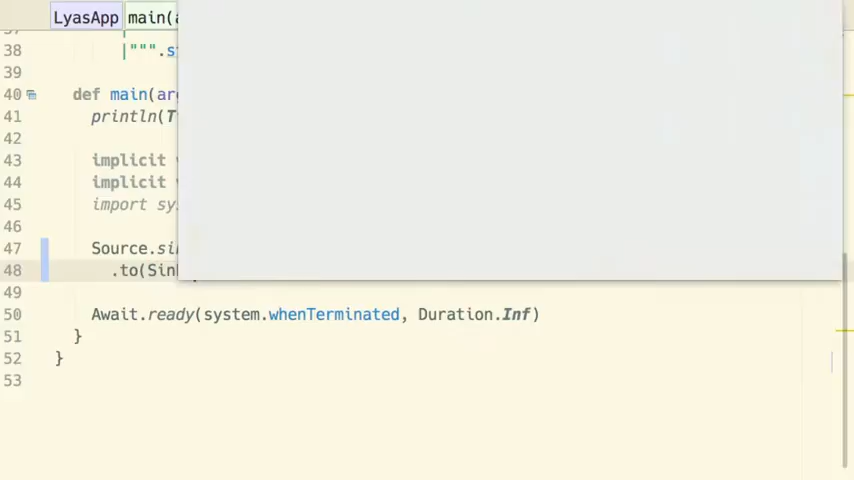 LyasApp main(a
37
38 |""".s
39
40 def main(ar
41 println(T
42
43 implicit
44 implicit
45 import sy
46
47 Source.si
48 .to(Sin
49
50 Await.ready(system.whenTerminated, Duration.Inf)
51 }
52 }
53